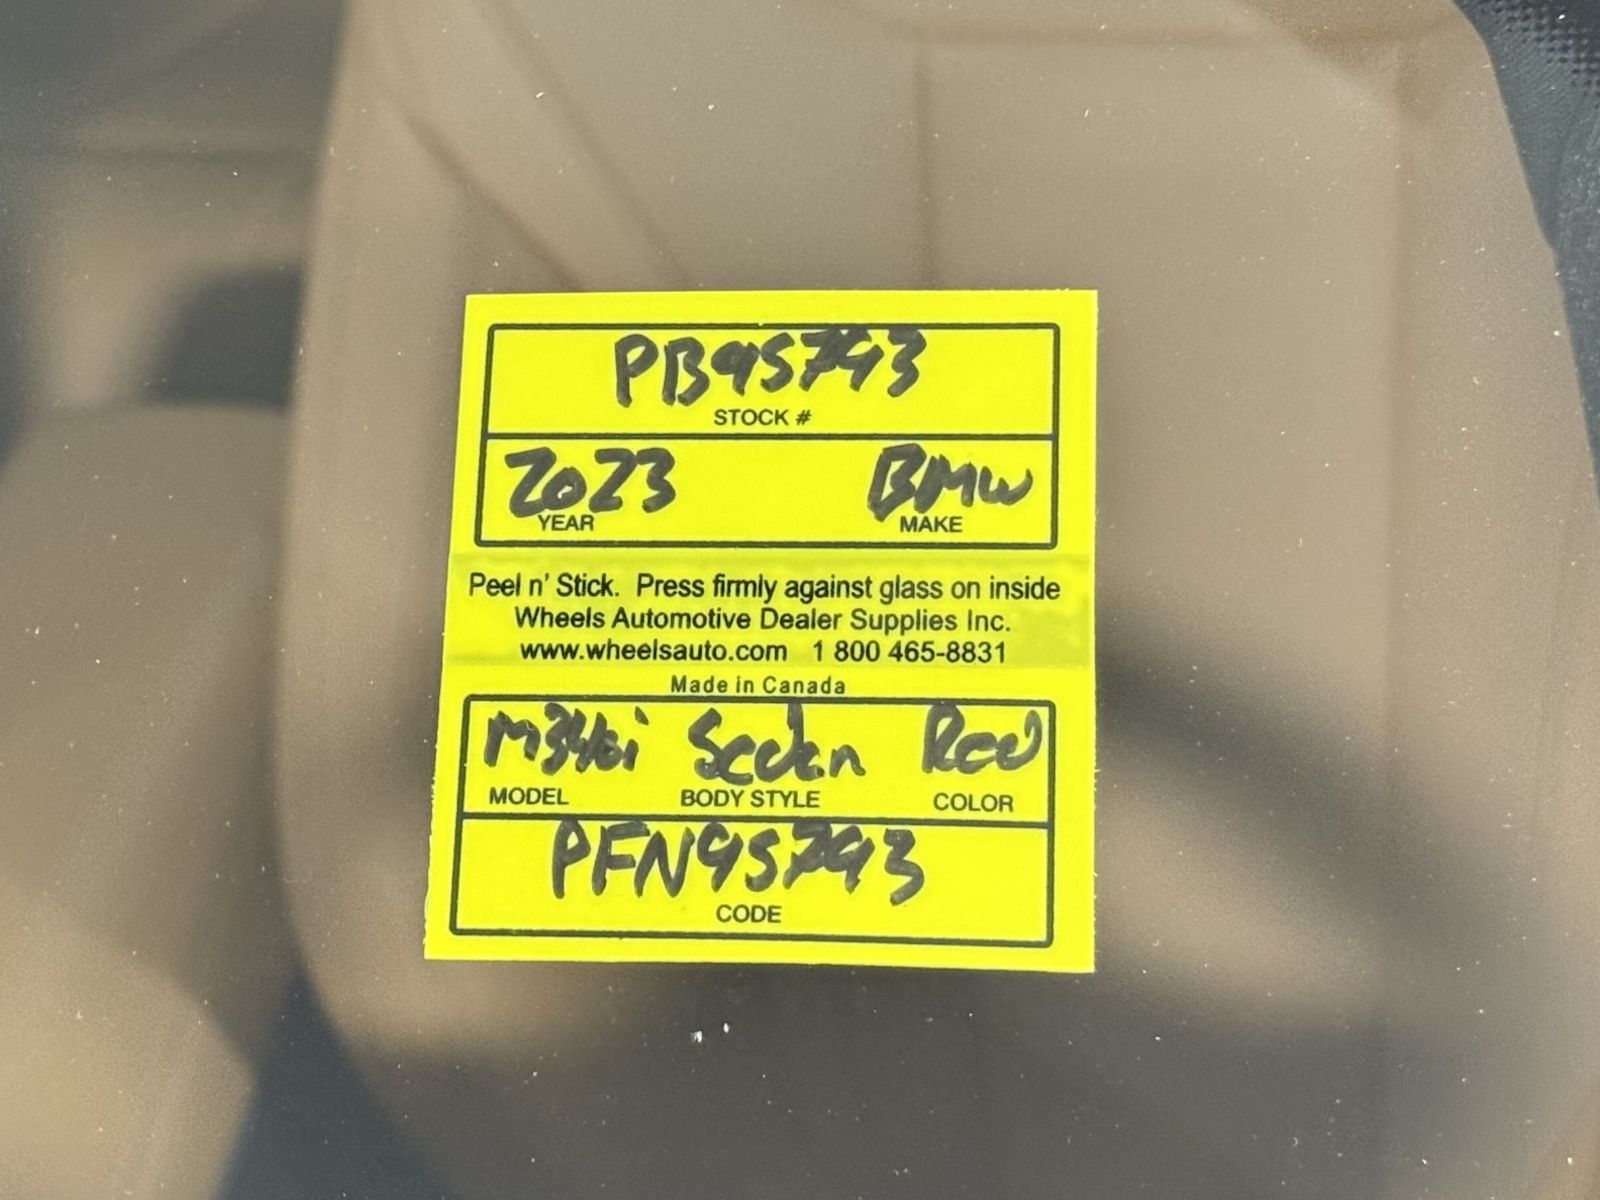 PB95793
STOCK #
2023 BMW
YEAR MAKE
Peel n' Stick. Press firmly against glass on inside
Wheels Automotive Dealer Supplies Inc.
www.wheelsauto.com 1 800 465-8831
Made in Canada
M340i Sedan Red
MODEL BODY STYLE COLOR
PFN95793
CODE